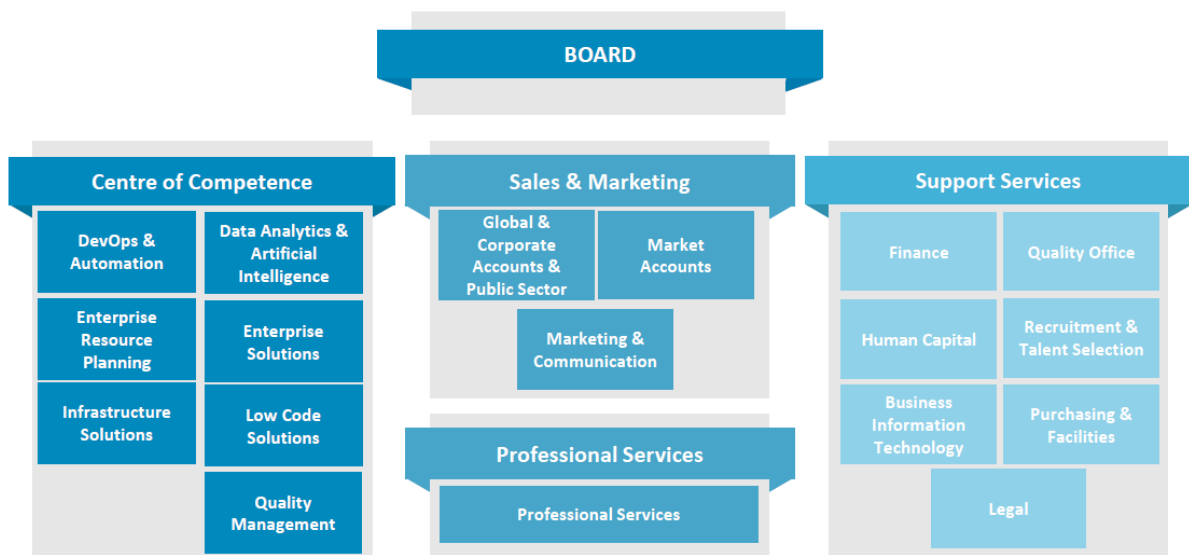 BOARD
Centre of Competence
DevOps &
Automation
Data Analytics &
Artificial
Intelligence
Enterprise
Resource
Planning
Enterprise
Solutions
Infrastructure
Solutions
Low Code
Solutions
Quality
Management
Sales & Marketing
Global &
Corporate
Accounts &
Public Sector
Market
Accounts
Marketing &
Communication
Professional Services
Professional Services
Support Services
Finance
Quality Office
Human Capital
Recruitment &
Talent Selection
Business
Information
Technology
Purchasing &
Facilities
Legal